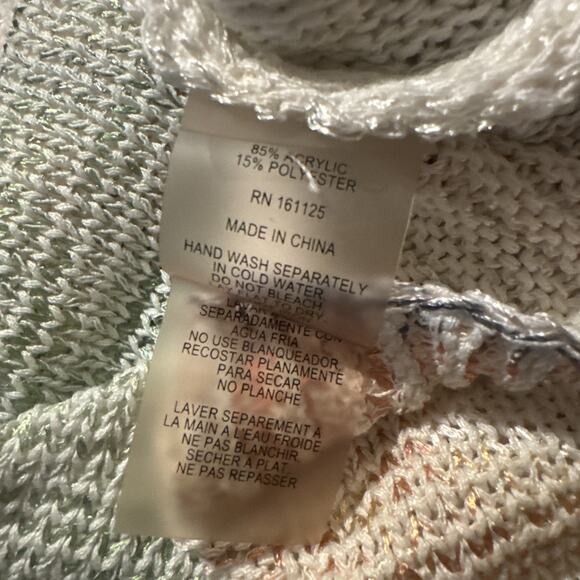 85% ACRYLIC
15% POLYESTER
RN 161125
MADE IN CHINA
HAND WASH SEPARATELY
IN COLD WATER
DO NOT BLEACH
SEPARADAMENTE CON
AGUA FRIA
NO USE BLANQUEADOR
RECOSTAR PLANAMENTE
PARA SECAR
NO PLANCHE
LAVER SEPAREMENT A
LA MAIN A L'EAU FROIDE
NE PAS BLANCHIR
SECHER A PLAT
NE PAS REPASSER